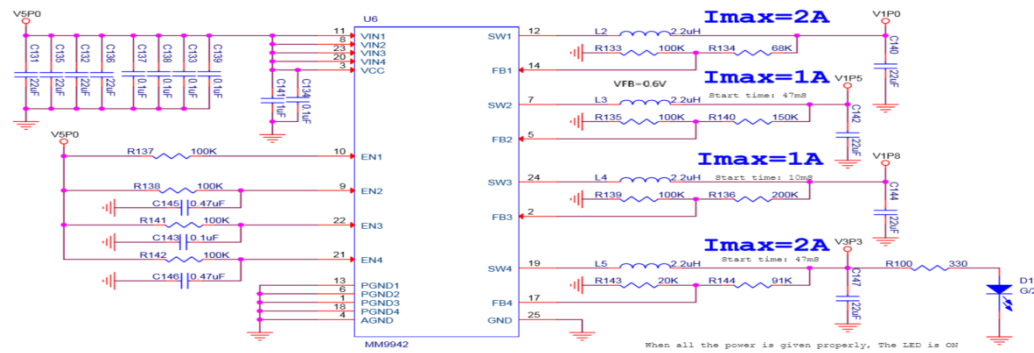 V5P0
U6
Imax=2A
V1P0
11 VIN1
8 VIN2
23 VIN3
20 VIN4
3 VCC
SW1 12
L2 2.2uH
R133 100K R134 68K
FB1 14
C140 22uF
C131 22uF
C135 22uF
C132 22uF
C136 22uF
C137 0.1uF
C138 0.1uF
C133 0.1uF
C139 0.1uF
C141 1uF
C134 0.1uF
VFB=0.6V
Imax=1A
Start time: 47mS
V1P5
SW2 7
L3 2.2uH
R135 100K R140 150K
FB2 5
C142 22uF
V5P0
R137 100K 10 EN1
R138 100K 9 EN2
C145 0.47uF
R141 100K 22 EN3
C143 0.1uF
R142 100K 21 EN4
C146 0.47uF
Imax=1A
Start time: 10mS
V1P8
SW3 24
L4 2.2uH
R139 100K R136 200K
FB3 2
C144 22uF
Imax=2A
Start time: 47mS
V3P3
SW4 19
L5 2.2uH
R143 20K R144 91K
FB4 17
C147 22uF
R100 330
D1
G/2
13 PGND1
6 PGND2
1 PGND3
18 PGND4
4 AGND
GND 25
MM9942
When all the power is given properly, The LED is ON